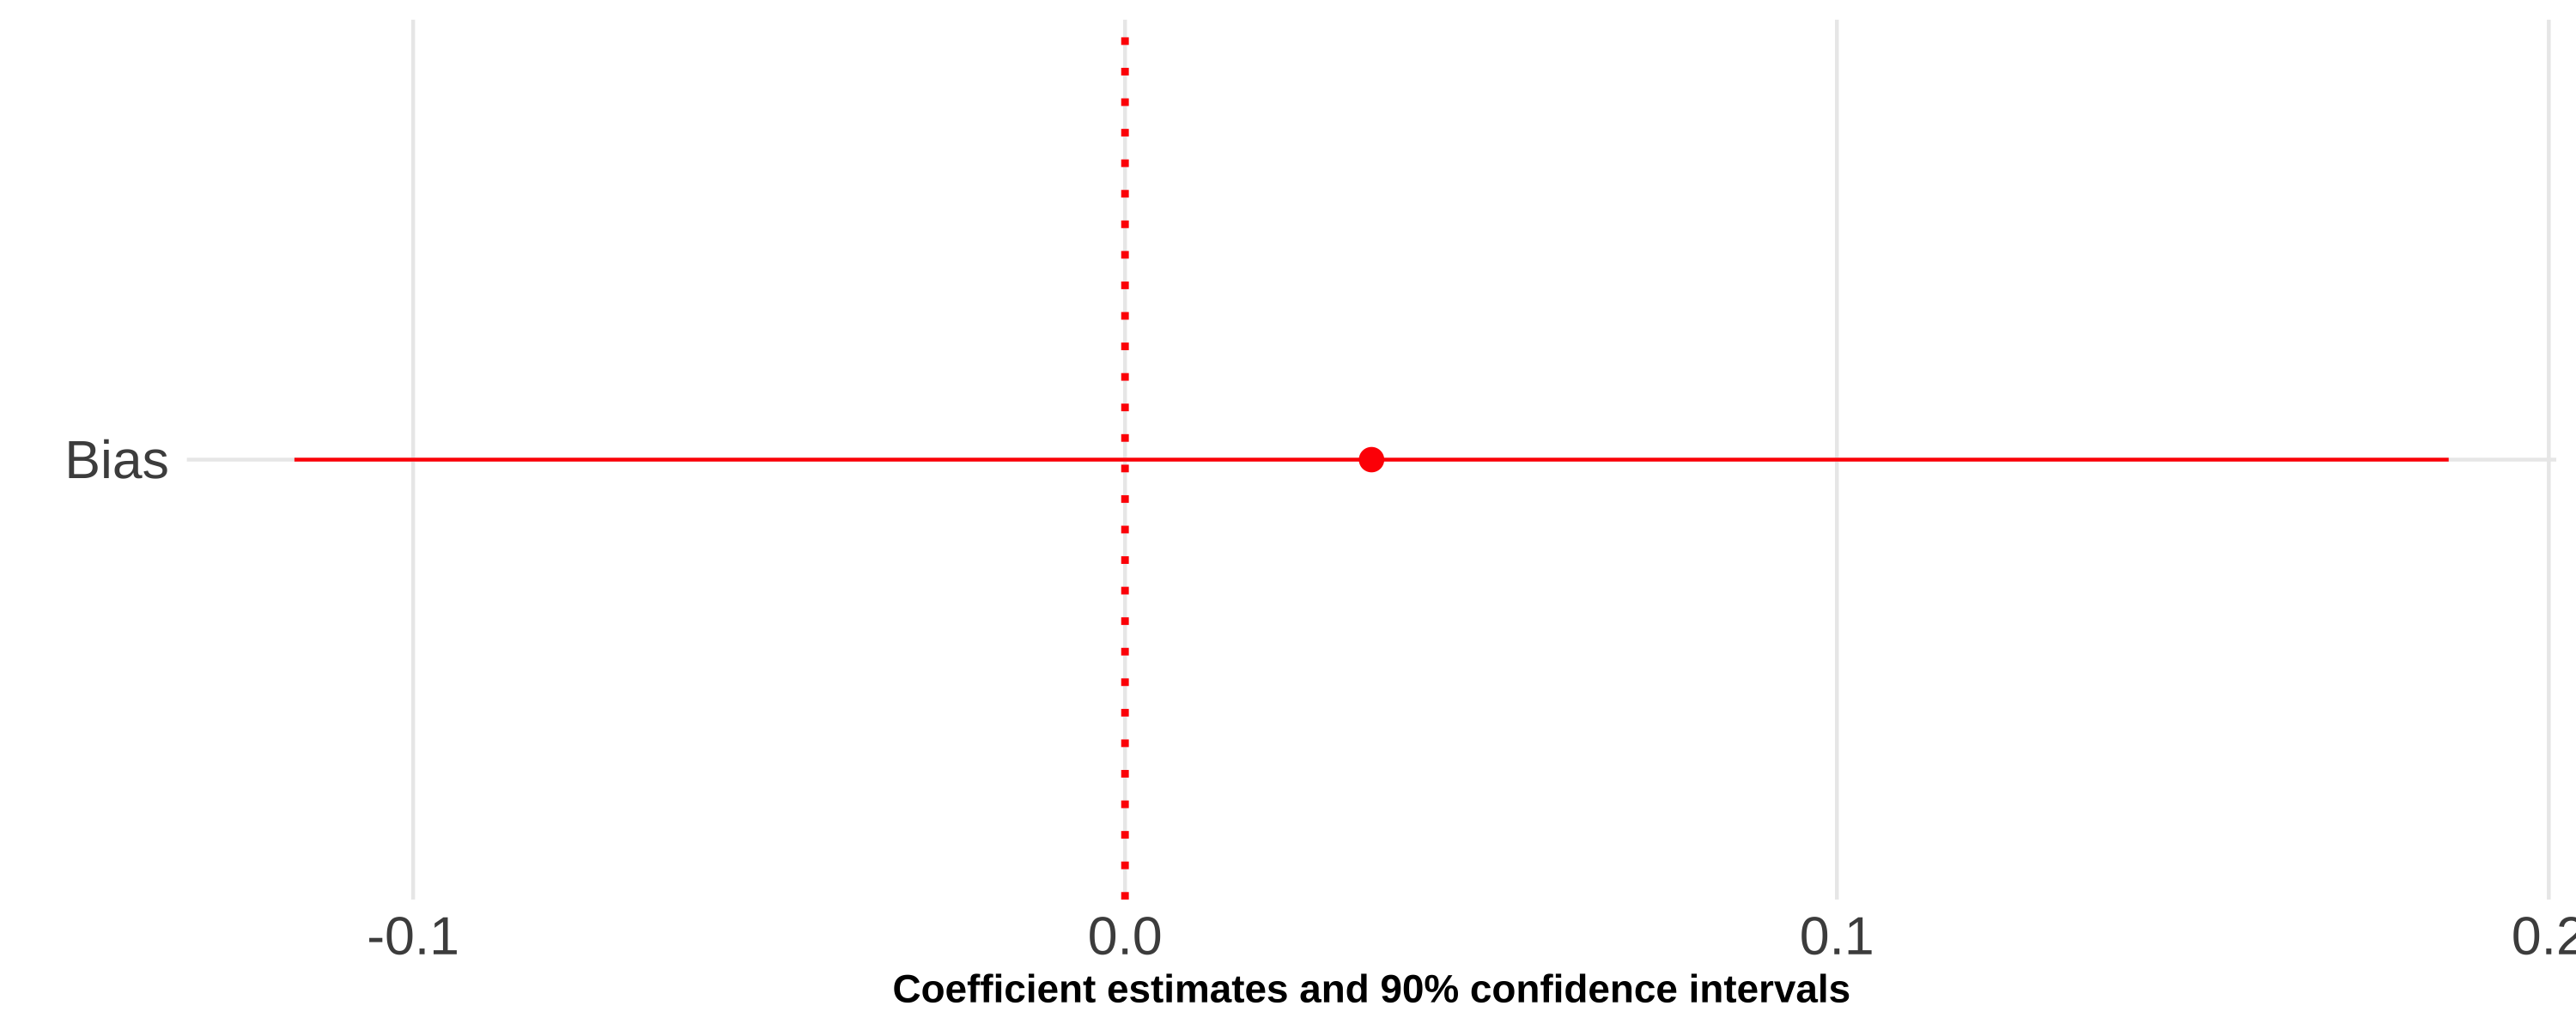 Bias
-0.1 0.0 0.1 0.2
Coefficient estimates and 90% confidence intervals